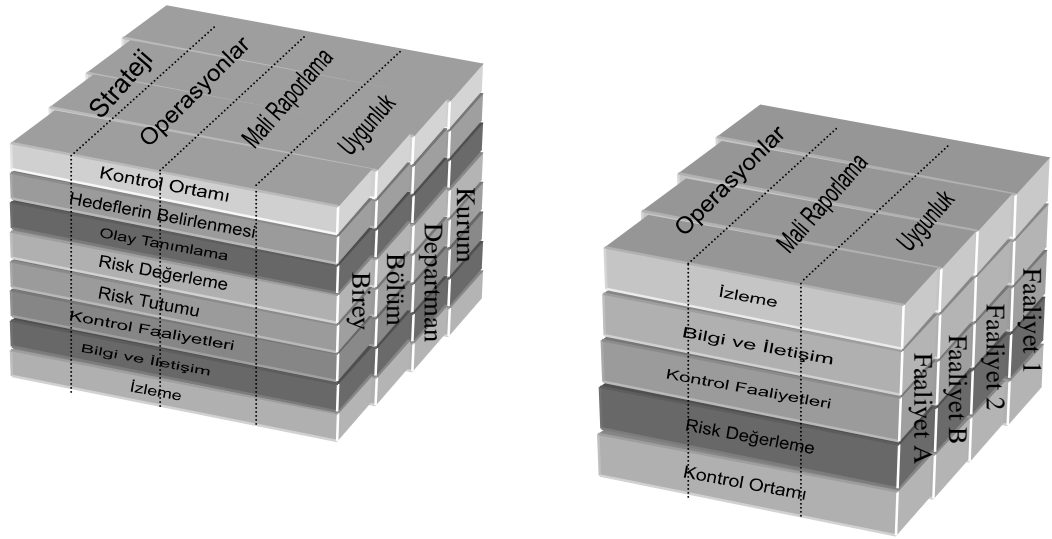 Strateji
Operasyonlar
Mali Raporlama
Uygunluk
Kontrol Ortamı
Hedeflerin Belirlenmesi
Olay Tanımlama
Risk Değerleme
Risk Tutumu
Kontrol Faaliyetleri
Bilgi ve İletişim
İzleme
Birey
Bölüm
Departman
Kurum
Operasyonlar
Mali Raporlama
Uygunluk
İzleme
Bilgi ve İletişim
Kontrol Faaliyetleri
Risk Değerleme
Kontrol Ortamı
Faaliyet A
Faaliyet B
Faaliyet 2
Faaliyet 1